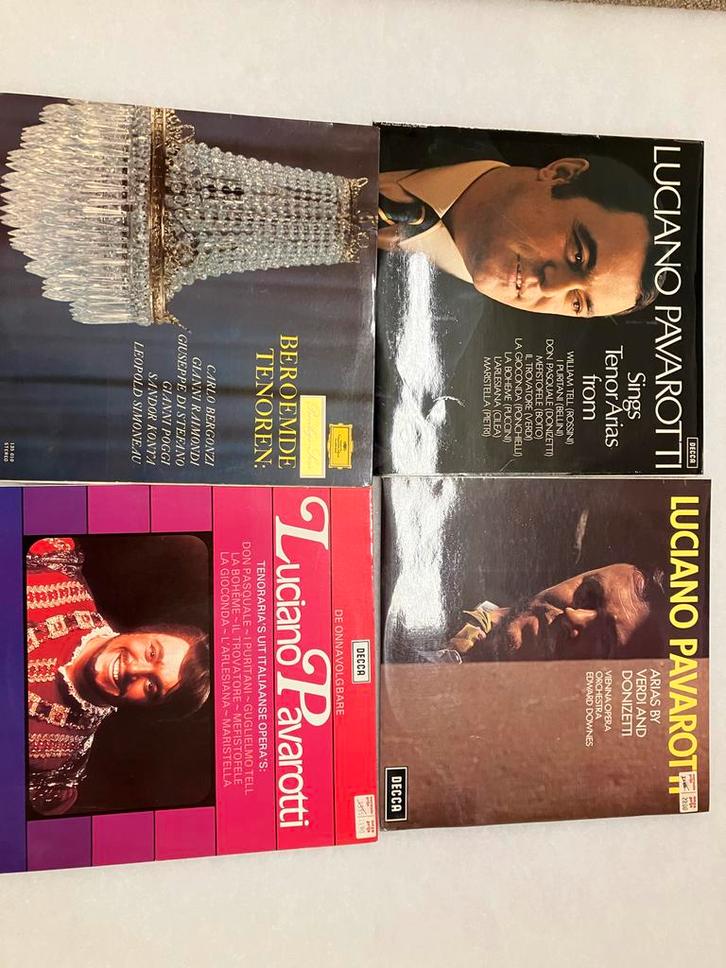 LUCIANO PAVAROTTI
DECCA
Sings
Tenor Arias
from
WILLIAM TELL (ROSSINI)
I PURITANI (BELLINI)
DON PASQUALE (DONIZETTI)
MEFISTOFELE (BOITO)
IL TROVATORE (VERDI)
LA GIOCONDA (PONCHIELLI)
LA BOHEME (PUCCINI)
L'ARLESIANA (CILEA)
MARISTELLA (PIETRI)
LUCIANO PAVAROTTI
ARIAS BY
VERDI AND
DONIZETTI
VIENNA OPERA
ORCHESTRA
EDWARD DOWNES
DECCA
BEROEMDE
TENOREN:
CARLO BERGONZI
GIANNI RAIMONDI
GIUSEPPE DI STEFANO
GIANNI POGGI
SANDOR KONYA
LEOPOLD SIMONEAU
STEREO
DE ONNAVOLGBARE
DECCA
Luciano Pavarotti
TENORARIA'S UIT ITALIAANSE OPERA'S:
DON PASQUALE ~ I PURITANI ~ GUGLIELMO TELL
LA BOHÈME ~ IL TROVATORE ~ MEFISTOFELE
LA GIOCONDA ~ L'ARLESIANA ~ MARISTELLA